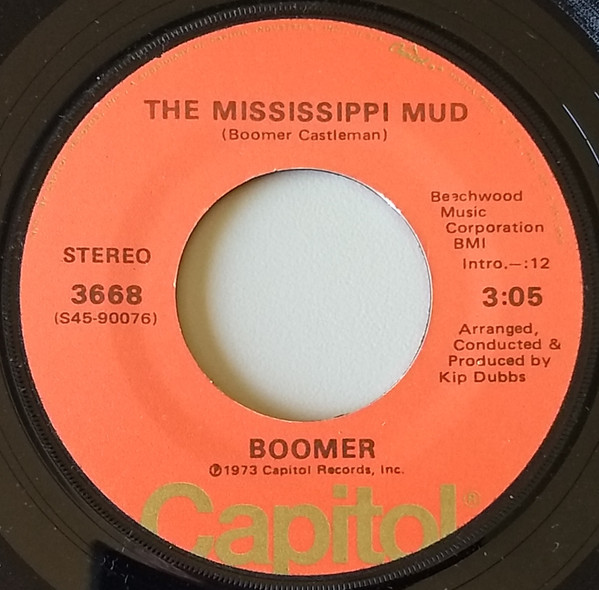 THE MISSISSIPPI MUD
(Boomer Castleman)
Beechwood
Music
Corporation
BMI
Intro.—:12
STEREO
3668
(S45-90076)
3:05
Arranged,
Conducted &
Produced by
Kip Dubbs
BOOMER
℗1973 Capitol Records, Inc.
Capitol®